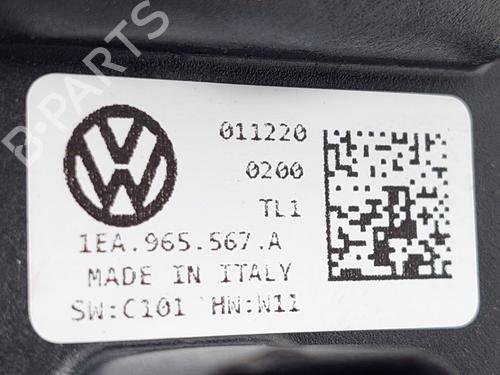 B-PARTS
011220
0200
TL1
1EA.965.567.A
MADE IN ITALY
SW:C101 HN:W11